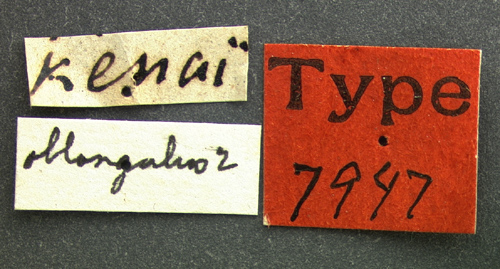 Kenai
oblongulus 2
Type
7947